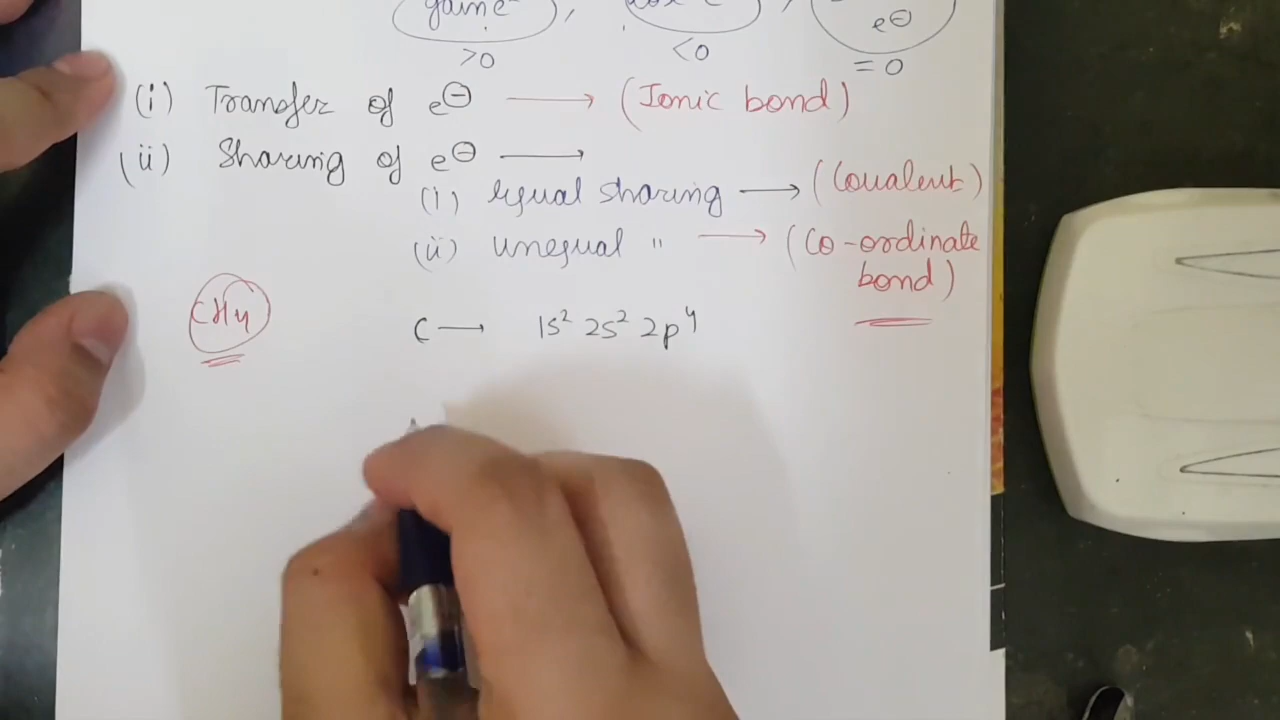 game
e⊖
>0 <0 =0
(i) Transfer of e⊖ ⟶ (Ionic bond)
(ii) Sharing of e⊖ ⟶
(i) equal sharing ⟶ (Covalent)
(ii) unequal " ⟶ (Co-ordinate
bond)
CH4
C ⟶ 1s² 2s² 2p⁴